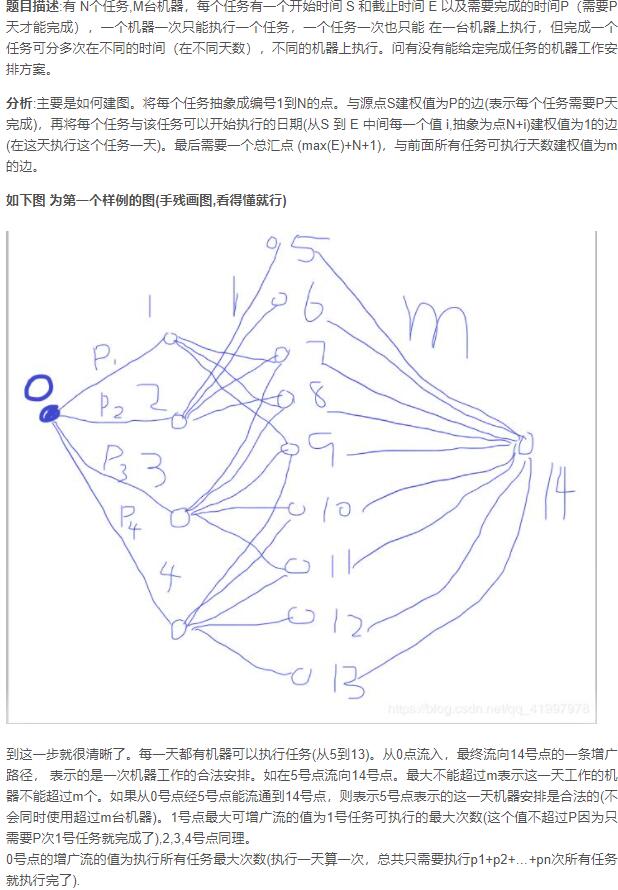 题目描述:有 N个任务,M台机器，每个任务有一个开始时间 S 和截止时间 E 以及需要完成的时间P（需要P
天才能完成），一个机器一次只能执行一个任务，一个任务一次也只能 在一台机器上执行，但完成一个
任务可分多次在不同的时间（在不同天数）,不同的机器上执行。问有没有能给定完成任务的机器工作安
排方案。
分析:主要是如何建图。将每个任务抽象成编号1到N的点。与源点S建权值为P的边(表示每个任务需要P天
完成)，再将每个任务与该任务可以开始执行的日期(从S 到 E 中间每一个值 i,抽象为点N+i)建权值为1的边
(在这天执行这个任务一天)。最后需要一个总汇点 (max(E)+N+1)，与前面所有任务可执行天数建权值为m
的边。
如下图 为第一个样例的图(手残画图,看得懂就行)
5
1
1
6
m
P1
7
0
P2 2
8
P3 3
9
14
P4
10
4
11
12
13
https://blog.csdn.net/qq_41997978
到这一步就很清晰了。每一天都有机器可以执行任务(从5到13)。从0点流入，最终流向14号点的一条增广
路径， 表示的是一次机器工作的合法安排。如在5号点流向14号点。最大不能超过m表示这一天工作的机
器不能超过m个。如果从0号点经5号点能流通到14号点，则表示5号点表示的这一天机器安排是合法的(不
会同时使用超过m台机器)。1号点最大可增广流的值为1号任务可执行的最大次数(这个值不超过P因为只
需要P次1号任务就完成了),2,3,4号点同理。
0号点的增广流的值为执行所有任务最大次数(执行一天算一次，总共只需要执行p1+p2+…+pn次所有任务
就执行完了).